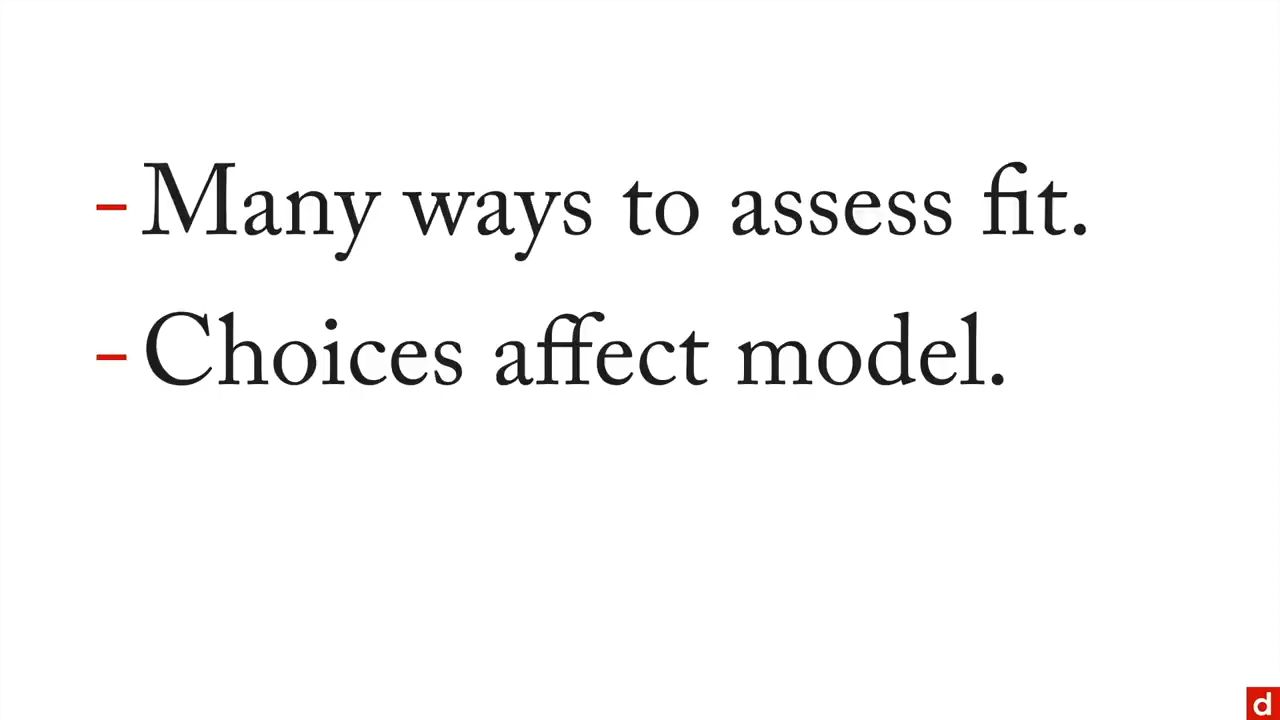 - Many ways to assess fit.
- Choices affect model.
d